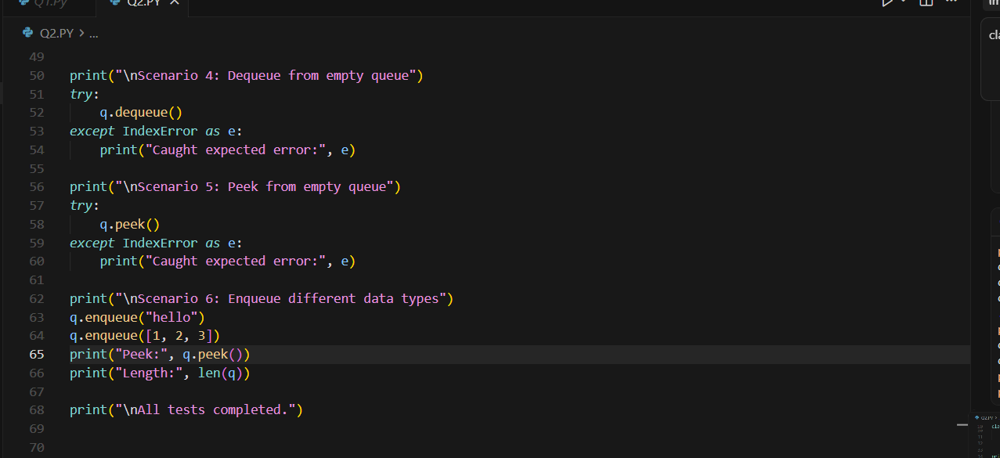 Q1.Py
Q2.PY
Q2.PY > ...
49
50 print("\nScenario 4: Dequeue from empty queue")
51 try:
52     q.dequeue()
53 except IndexError as e:
54     print("Caught expected error:", e)
55
56 print("\nScenario 5: Peek from empty queue")
57 try:
58     q.peek()
59 except IndexError as e:
60     print("Caught expected error:", e)
61
62 print("\nScenario 6: Enqueue different data types")
63 q.enqueue("hello")
64 q.enqueue([1, 2, 3])
65 print("Peek:", q.peek())
66 print("Length:", len(q))
67
68 print("\nAll tests completed.")
69
70